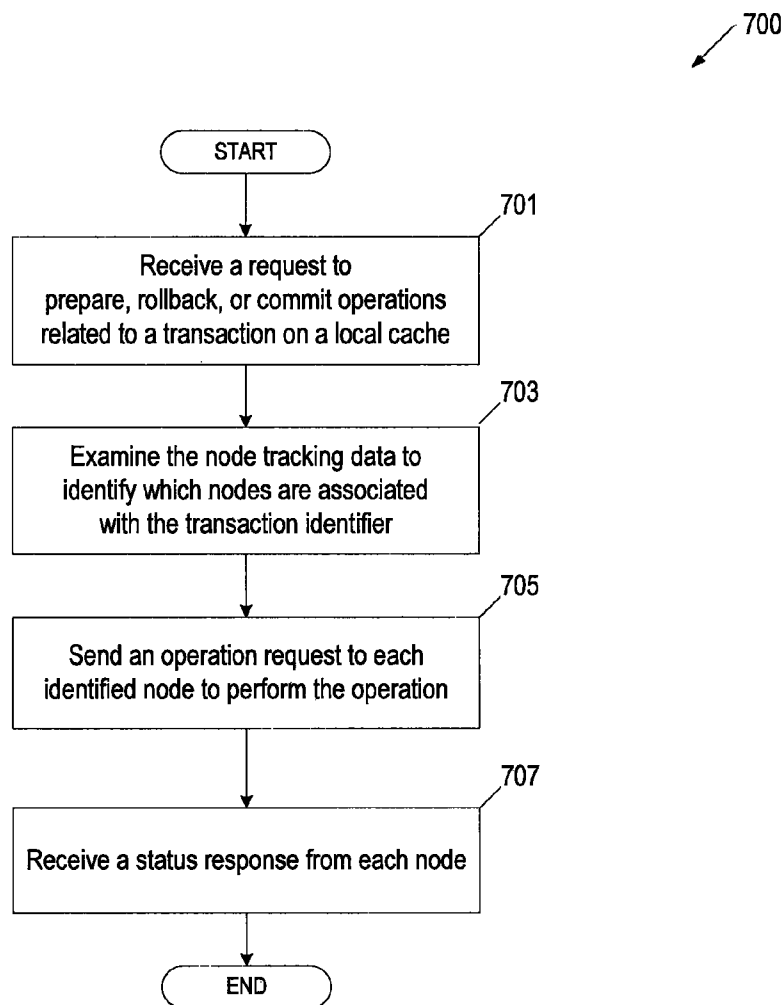 700
START
701
Receive a request to
prepare, rollback, or commit operations
related to a transaction on a local cache
703
Examine the node tracking data to
identify which nodes are associated
with the transaction identifier
705
Send an operation request to each
identified node to perform the operation
707
Receive a status response from each node
END